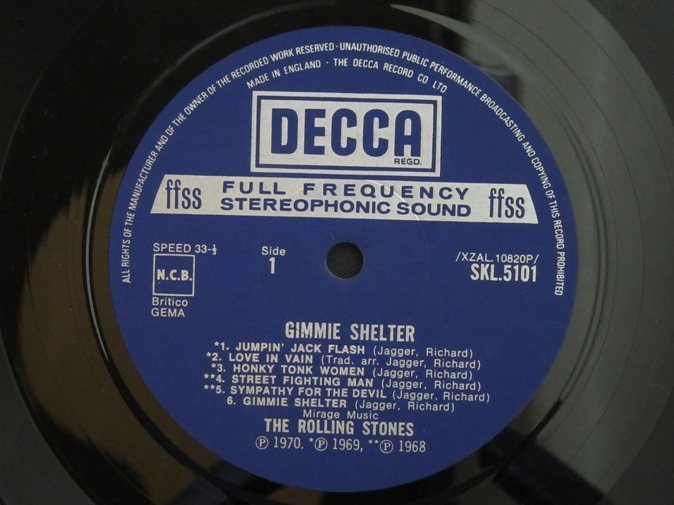 ALL RIGHTS OF THE MANUFACTURER AND OF THE OWNER OF THE RECORDED WORK RESERVED · UNAUTHORISED PUBLIC PERFORMANCE BROADCASTING AND COPYING OF THIS RECORD PROHIBITED
MADE IN ENGLAND · THE DECCA RECORD CO LTD
DECCA
REGD.
ffss FULL FREQUENCY STEREOPHONIC SOUND ffss
SPEED 33-⅓
Side
1
/XZAL.10820P/
SKL.5101
N.C.B.
Britico
GEMA
GIMMIE SHELTER
*1. JUMPIN' JACK FLASH (Jagger, Richard)
*2. LOVE IN VAIN (Trad. arr. Jagger, Richard)
*3. HONKY TONK WOMEN (Jagger, Richard)
**4. STREET FIGHTING MAN (Jagger, Richard)
**5. SYMPATHY FOR THE DEVIL (Jagger, Richard)
6. GIMMIE SHELTER (Jagger, Richard)
Mirage Music
THE ROLLING STONES
℗ 1970. *℗ 1969, **℗ 1968